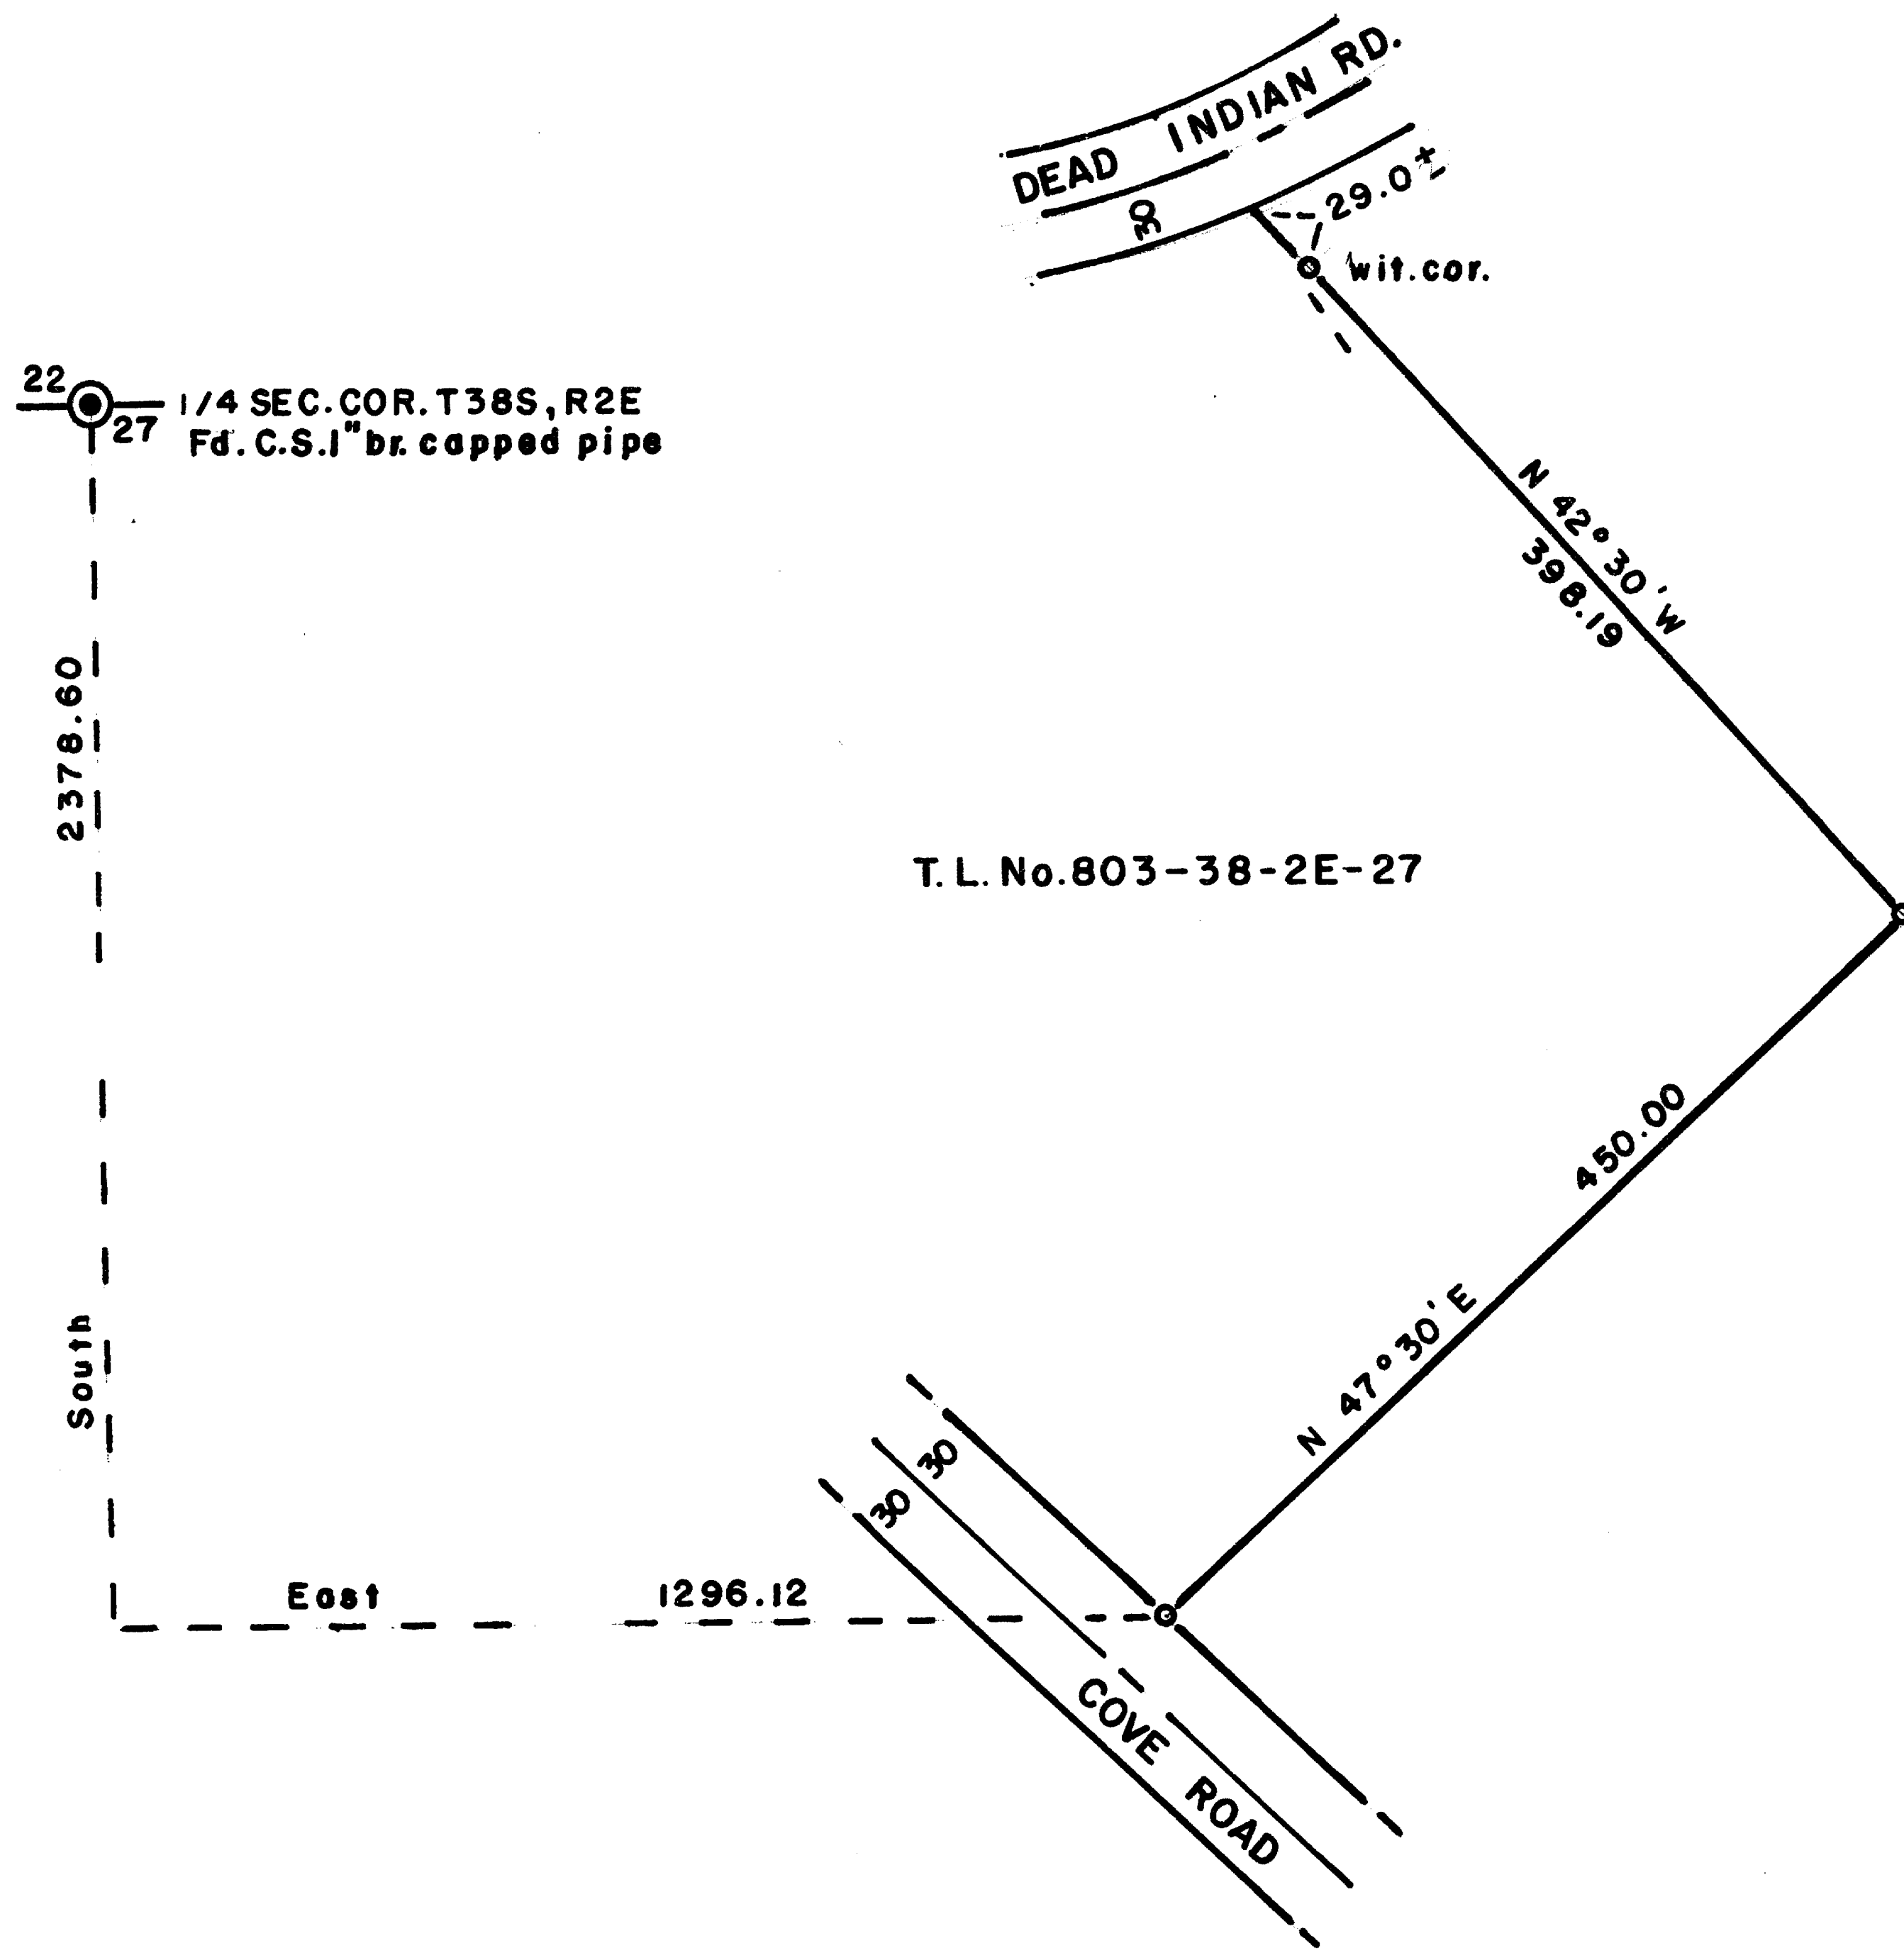 DEAD INDIAN RD.
30
29.0±
wit.cor.
22
27
1/4 SEC.COR.T38S,R2E
Fd. C.S.1"br. capped pipe
N 42°30'W
398.19
2378.60
T.L.No.803-38-2E-27
450.00
N 47°30'E
South
30
30
East
1296.12
COVE ROAD